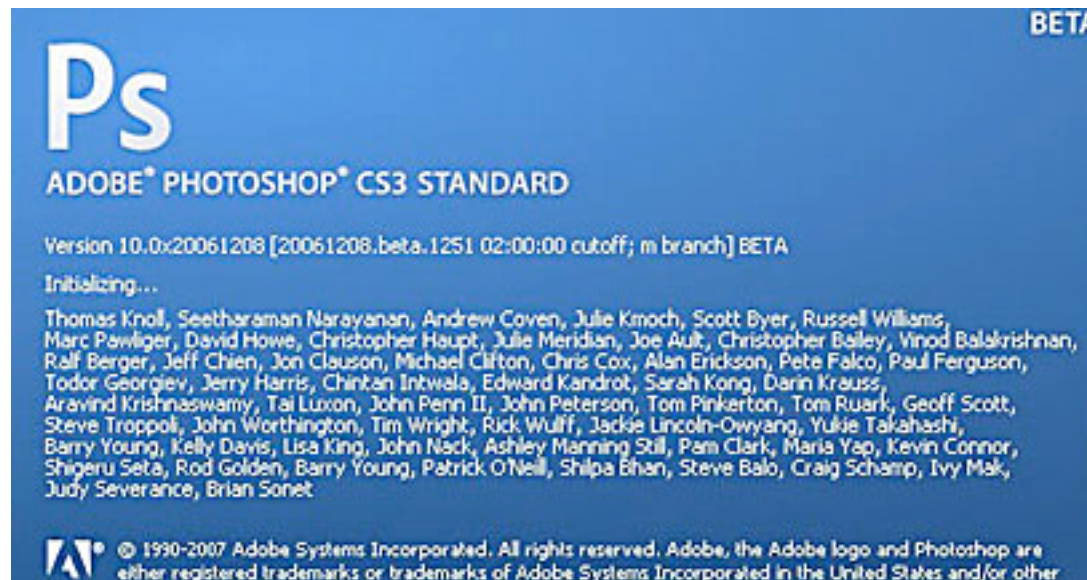 BETA
Ps
ADOBE® PHOTOSHOP® CS3 STANDARD
Version 10.0x20061208 [20061208.beta.1251 02:00:00 cutoff; m branch] BETA
Initializing...
Thomas Knoll, Seetharaman Narayanan, Andrew Coven, Julie Kmoch, Scott Byer, Russell Williams,
Marc Pawliger, David Howe, Christopher Haupt, Julie Meridian, Joe Ault, Christopher Bailey, Vinod Balakrishnan,
Ralf Berger, Jeff Chien, Jon Clauson, Michael Clifton, Chris Cox, Alan Erickson, Pete Falco, Paul Ferguson,
Todor Georgiev, Jerry Harris, Chintan Intwala, Edward Kandrot, Sarah Kong, Darin Krauss,
Aravind Krishnaswamy, Tai Luxon, John Penn II, John Peterson, Tom Pinkerton, Tom Ruark, Geoff Scott,
Steve Troppoli, John Worthington, Tim Wright, Rick Wulff, Jackie Lincoln-Owyang, Yukie Takahashi,
Barry Young, Kelly Davis, Lisa King, John Nack, Ashley Manning Still, Pam Clark, Maria Yap, Kevin Connor,
Shigeru Seta, Rod Golden, Barry Young, Patrick O'Neill, Shilpa Bhan, Steve Balo, Craig Schamp, Ivy Mak,
Judy Severance, Brian Sonet
© 1990-2007 Adobe Systems Incorporated. All rights reserved. Adobe, the Adobe logo and Photoshop are
either registered trademarks or trademarks of Adobe Systems Incorporated in the United States and/or other